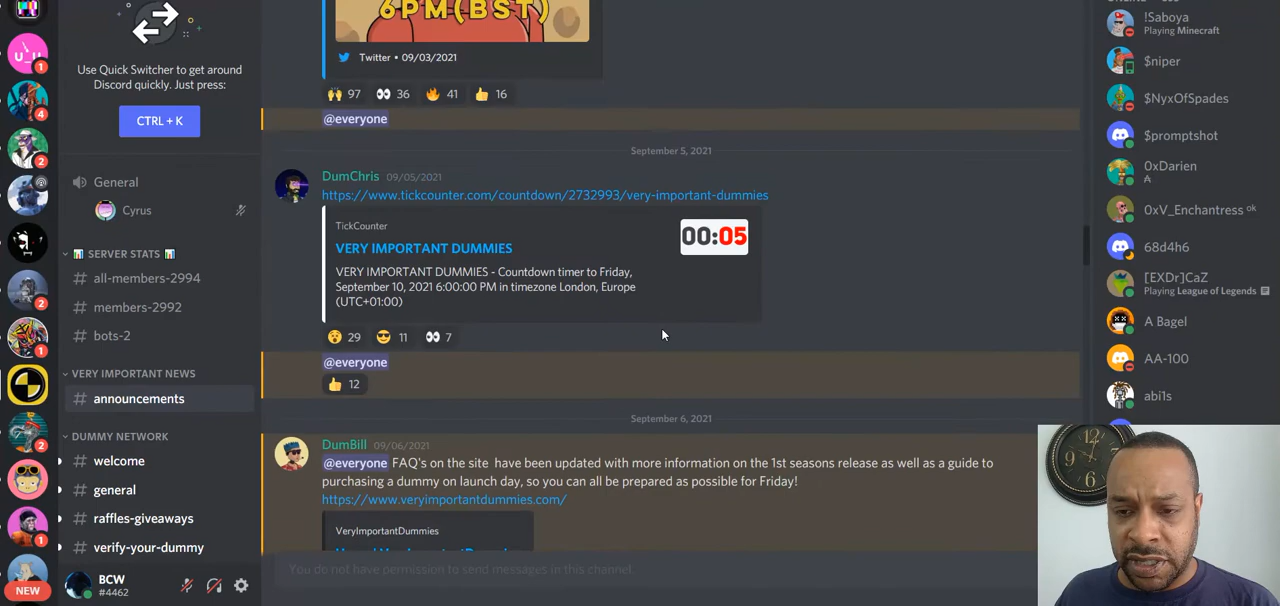 U_U
1
4
2
2
1
2
1
NEW
Use Quick Switcher to get around
Discord quickly. Just press:
CTRL + K
General
Cyrus
SERVER STATS
# all-members-2994
# members-2992
# bots-2
VERY IMPORTANT NEWS
# announcements
DUMMY NETWORK
# welcome
# general
# raffles-giveaways
# verify-your-dummy
BCW
#4462
6PM(BST)
Twitter • 09/03/2021
97 36 41 16
@everyone
September 5, 2021
DumChris 09/05/2021
https://www.tickcounter.com/countdown/2732993/very-important-dummies
TickCounter
VERY IMPORTANT DUMMIES
00:05
VERY IMPORTANT DUMMIES - Countdown timer to Friday,
September 10, 2021 6:00:00 PM in timezone London, Europe
(UTC+01:00)
29 11 7
@everyone
12
September 6, 2021
DumBill 09/06/2021
@everyone FAQ's on the site have been updated with more information on the 1st seasons release as well as a guide to
purchasing a dummy on launch day, so you can all be prepared as possible for Friday!
https://www.veryimportantdummies.com/
VeryImportantDummies
You do not have permission to send messages in this channel.
!Saboya
Playing Minecraft
$niper
$NyxOfSpades
$promptshot
0xDarien
0xV_Enchantress ok
68d4h6
[EXDr]CaZ
Playing League of Legends
A Bagel
AA-100
abi1s